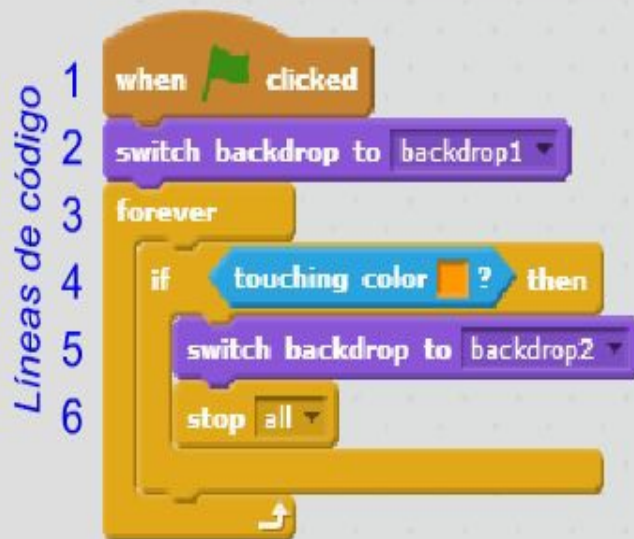 Líneas de código
1 when clicked
2 switch backdrop to backdrop1
3 forever
4 if touching color ? then
5 switch backdrop to backdrop2
6 stop all